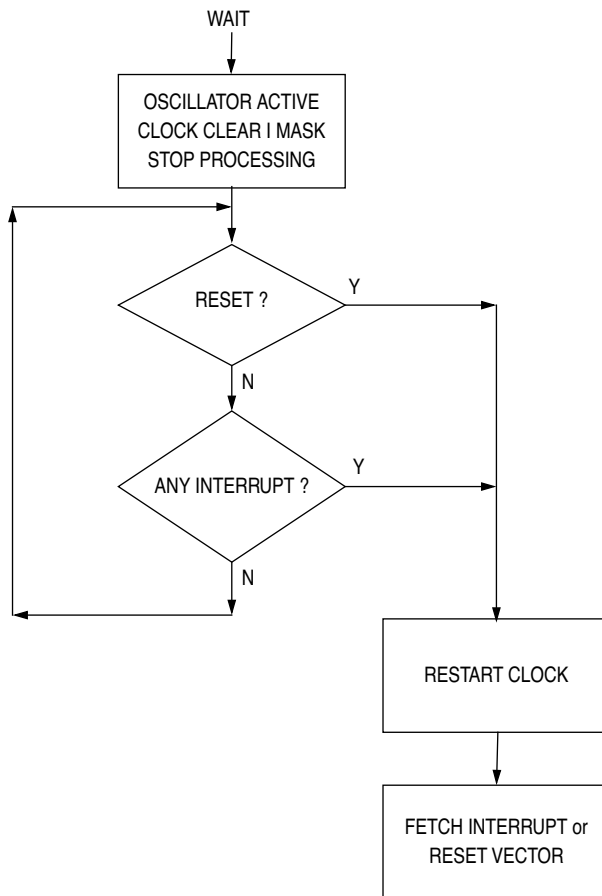 WAIT
OSCILLATOR ACTIVE
CLOCK CLEAR I MASK
STOP PROCESSING
RESET ?
Y
N
ANY INTERRUPT ?
Y
N
RESTART CLOCK
FETCH INTERRUPT or
RESET VECTOR